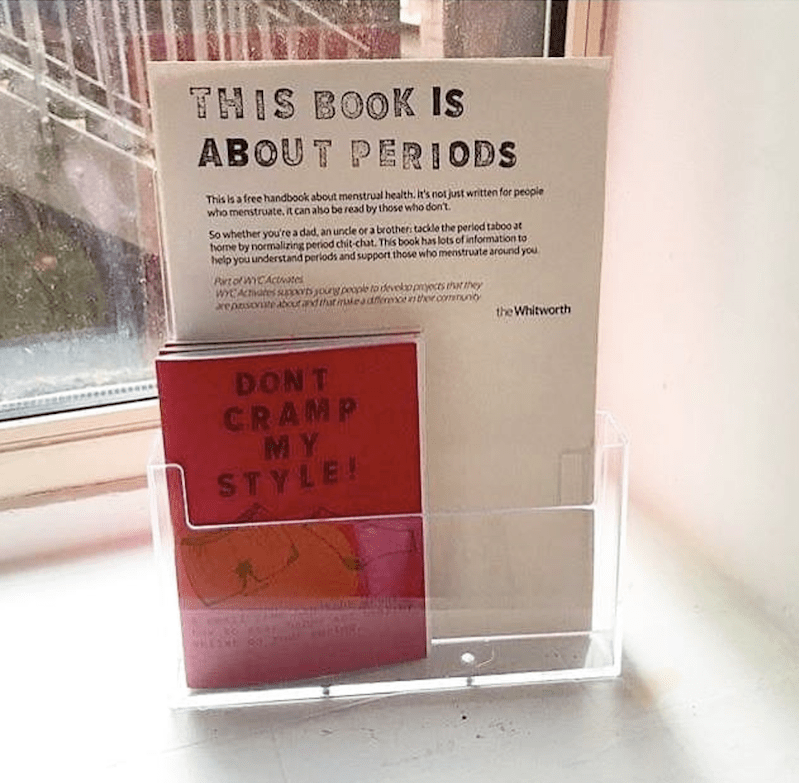 THIS BOOK IS
ABOUT PERIODS
This is a free handbook about menstrual health. It's not just written for people
who menstruate, it can also be read by those who don't.
So whether you're a dad, an uncle or a brother: tackle the period taboo at
home by normalizing period chit-chat. This book has lots of information to
help you understand periods and support those who menstruate around you.
Part of WYC Activates
WYC Activates supports young people to develop projects that they
are passionate about and that make a difference in their community
the Whitworth
DONT
CRAMP
MY
STYLE!